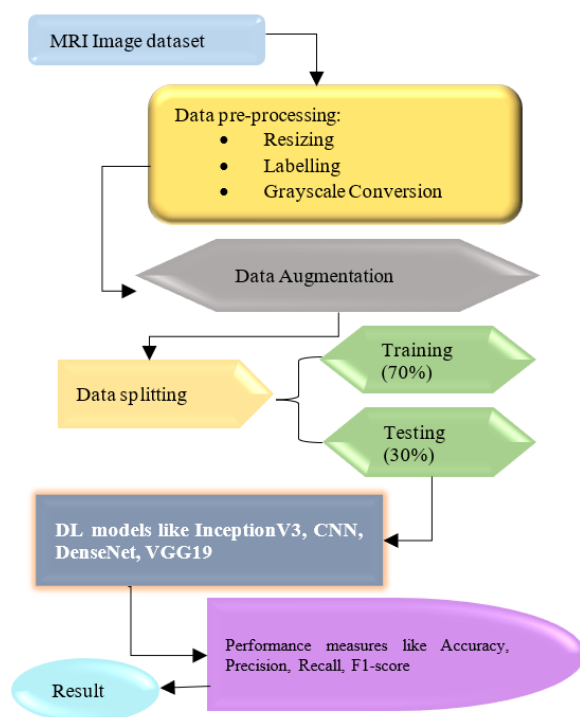 MRI Image dataset
Data pre-processing:
• Resizing
• Labelling
• Grayscale Conversion
Data Augmentation
Data splitting
Training
(70%)
Testing
(30%)
DL models like InceptionV3, CNN,
DenseNet, VGG19
Performance measures like Accuracy,
Precision, Recall, F1-score
Result